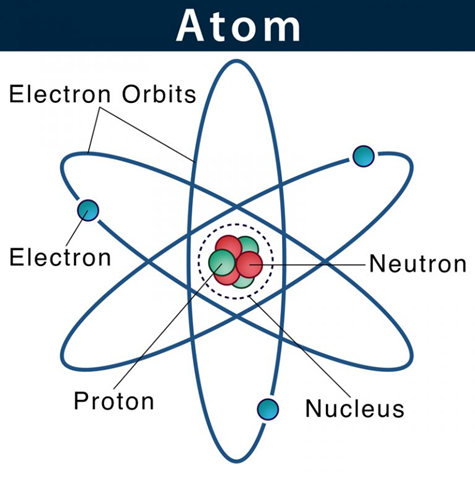 Atom
Electron Orbits
Electron
Neutron
Proton
Nucleus